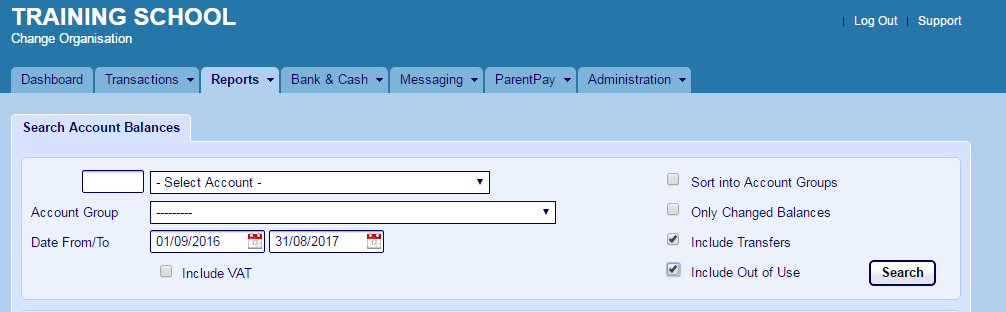 TRAINING SCHOOL
Change Organisation
Log Out Support
Dashboard Transactions Reports Bank & Cash Messaging ParentPay Administration
Search Account Balances
- Select Account - Sort into Account Groups
Account Group --------- Only Changed Balances
Date From/To 01/09/2016 31/08/2017 Include Transfers
Include VAT Include Out of Use Search